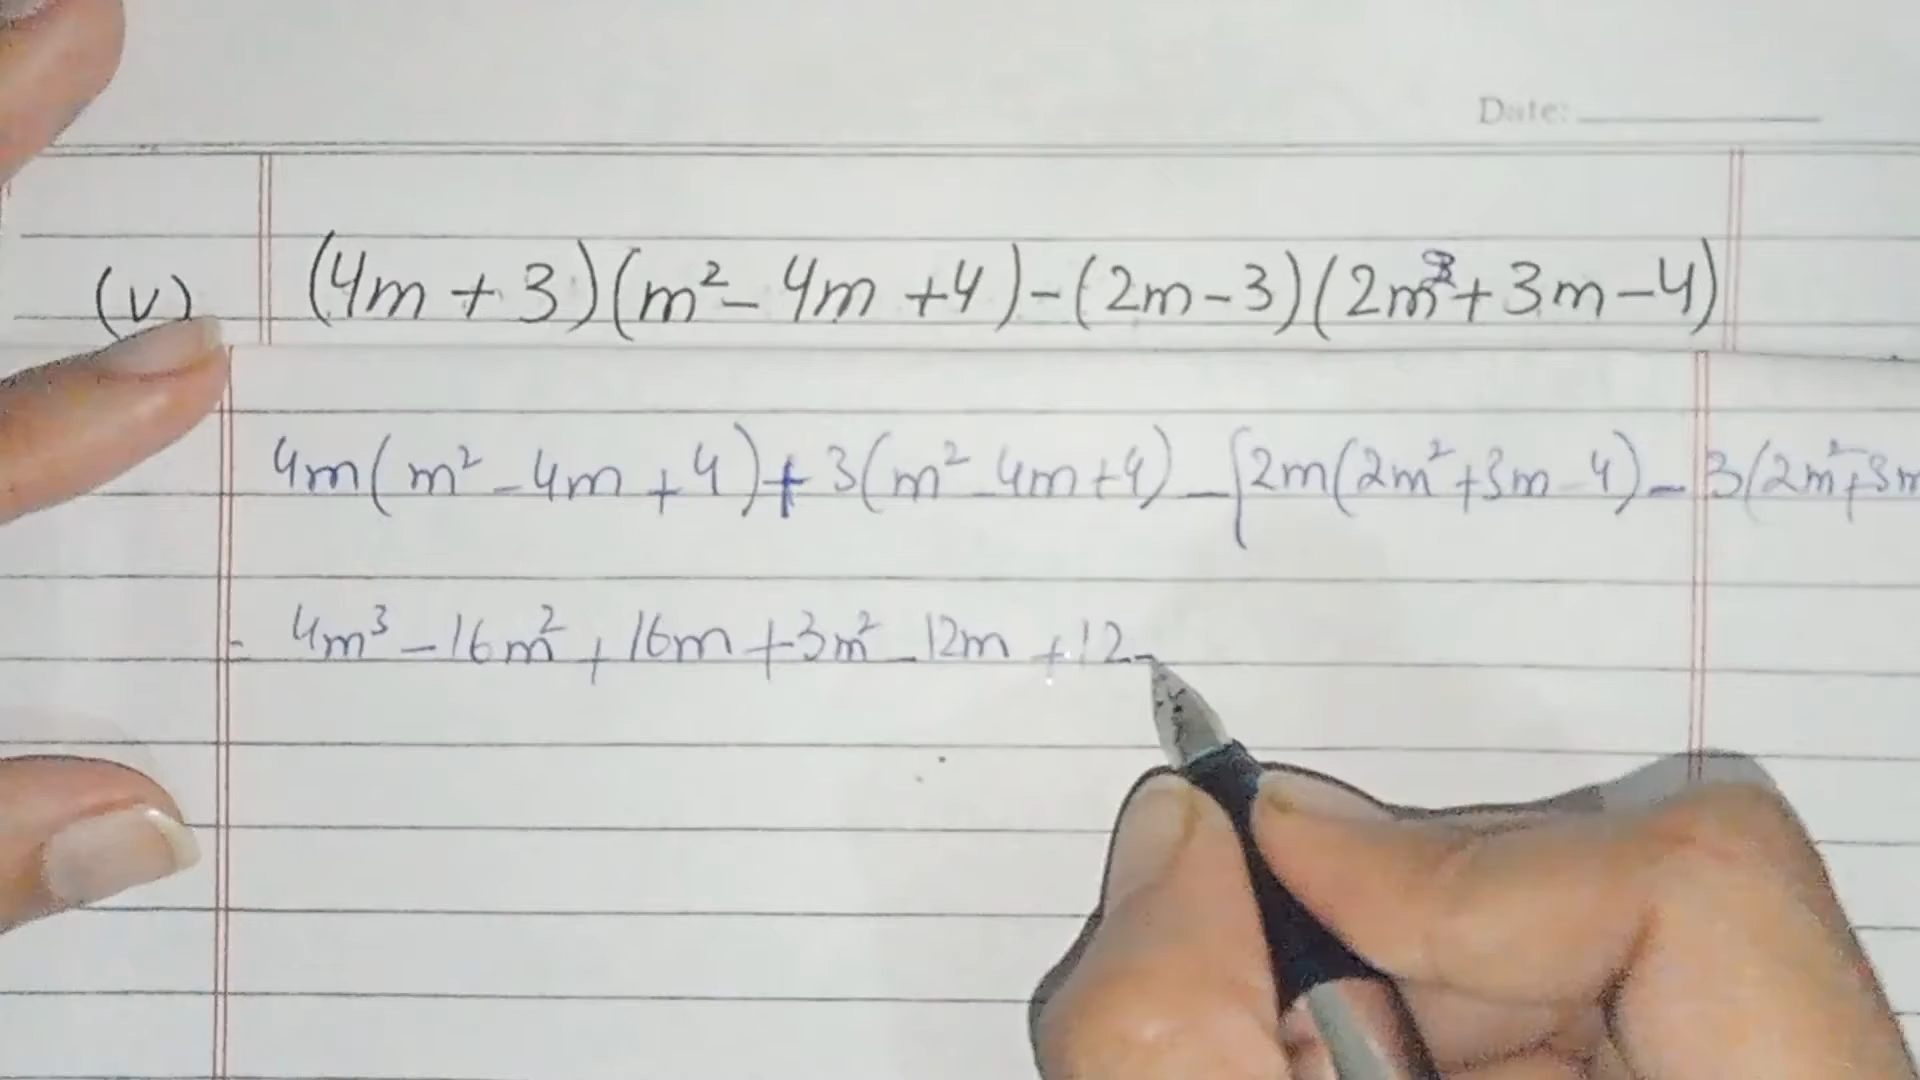 Date:
(v) (4m + 3)(m² - 4m + 4) - (2m - 3)(2m² + 3m - 4)
4m(m² - 4m + 4) + 3(m² - 4m + 4) - [2m(2m² + 3m - 4) - 3(2m² + 3m
= 4m³ - 16m² + 16m + 3m² - 12m + 12 -